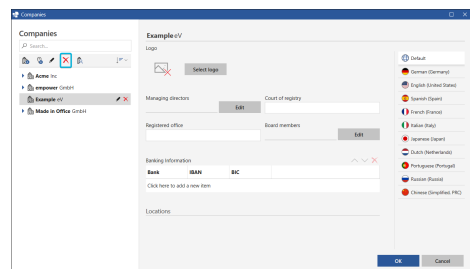 Companies
Companies
Search...
Acme Inc
empower GmbH
Example eV
Made in Office GmbH
Example eV
Logo
Select logo
Managing directors
Court of registry
Edit
Registered office
Board members
Edit
Banking Information
Bank IBAN BIC
Click here to add a new item
Locations
Default
German (Germany)
English (United States)
Spanish (Spain)
French (France)
Italian (Italy)
Japanese (Japan)
Dutch (Netherlands)
Portuguese (Portugal)
Russian (Russia)
Chinese (Simplified, PRC)
OK Cancel